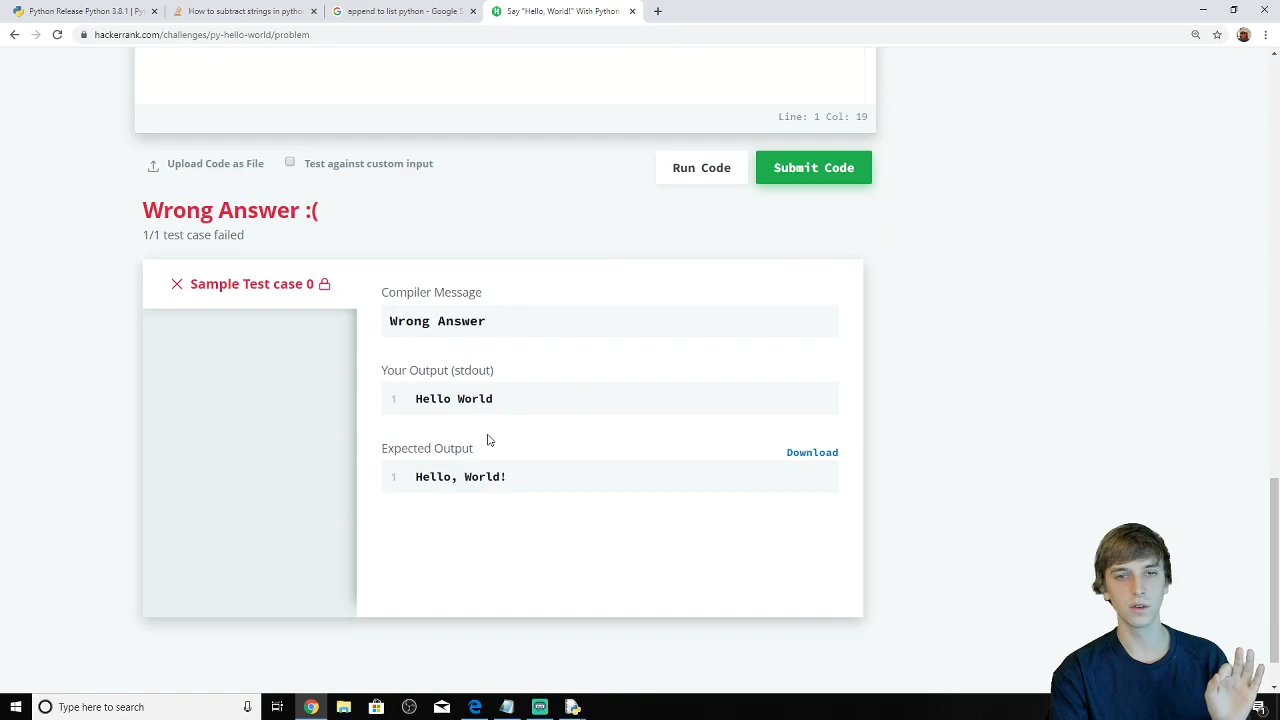 Python Release Python 3.8.1 | Py
How to subtract strings in pytho
append to list python - Google S
Say "Hello, World!" With Python
hackerrank.com/challenges/py-hello-world/problem
Line: 1 Col: 19
Upload Code as File
Test against custom input
Run Code
Submit Code
Wrong Answer :(
1/1 test case failed
Sample Test case 0
Compiler Message
Wrong Answer
Your Output (stdout)
1 Hello World
Expected Output
Download
1 Hello, World!
Type here to search